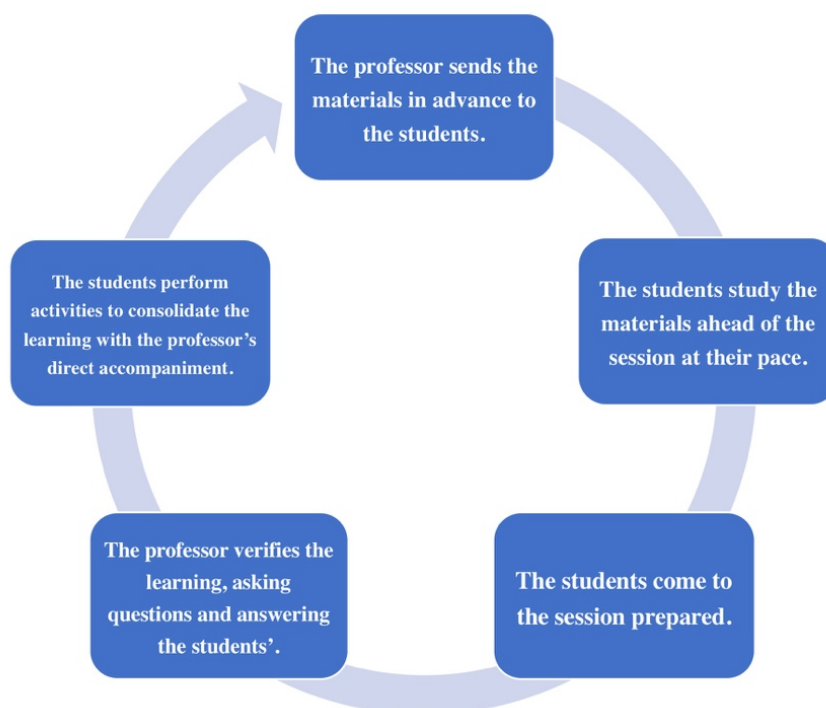 The professor sends the
materials in advance to
the students.
The students study the
materials ahead of the
session at their pace.
The students come to
the session prepared.
The professor verifies the
learning, asking
questions and answering
the students’.
The students perform
activities to consolidate the
learning with the professor’s
direct accompaniment.